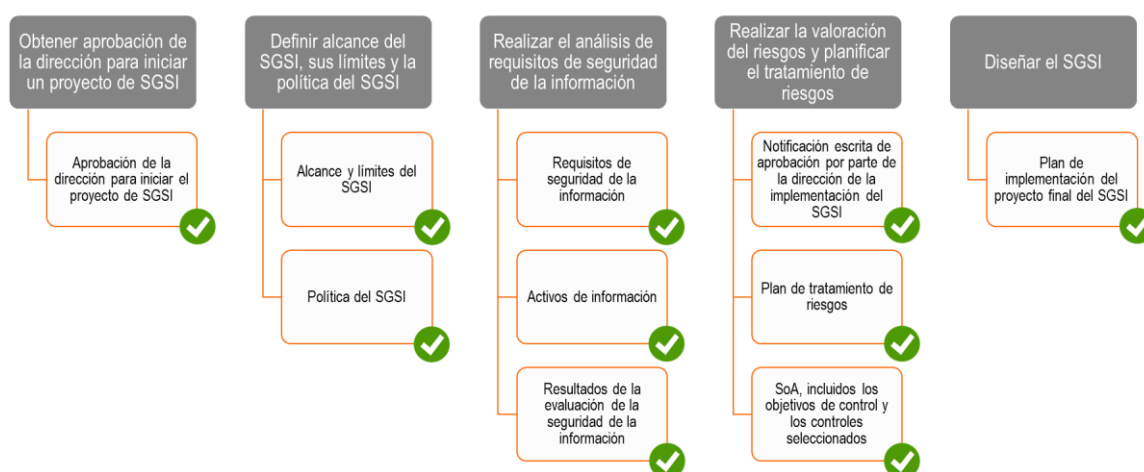 Obtener aprobación de
la dirección para iniciar
un proyecto de SGSI
Aprobación de la
dirección para iniciar el
proyecto de SGSI
Definir alcance del
SGSI, sus límites y la
política del SGSI
Alcance y límites del
SGSI
Política del SGSI
Realizar el análisis de
requisitos de seguridad
de la información
Requisitos de
seguridad de la
información
Activos de información
Resultados de la
evaluación de la
seguridad de la
información
Realizar la valoración
del riesgos y planificar
el tratamiento de
riesgos
Notificación escrita de
aprobación por parte de
la dirección de la
implementación del
SGSI
Plan de tratamiento de
riesgos
SoA, incluidos los
objetivos de control y
los controles
seleccionados
Diseñar el SGSI
Plan de
implementación del
proyecto final del SGSI